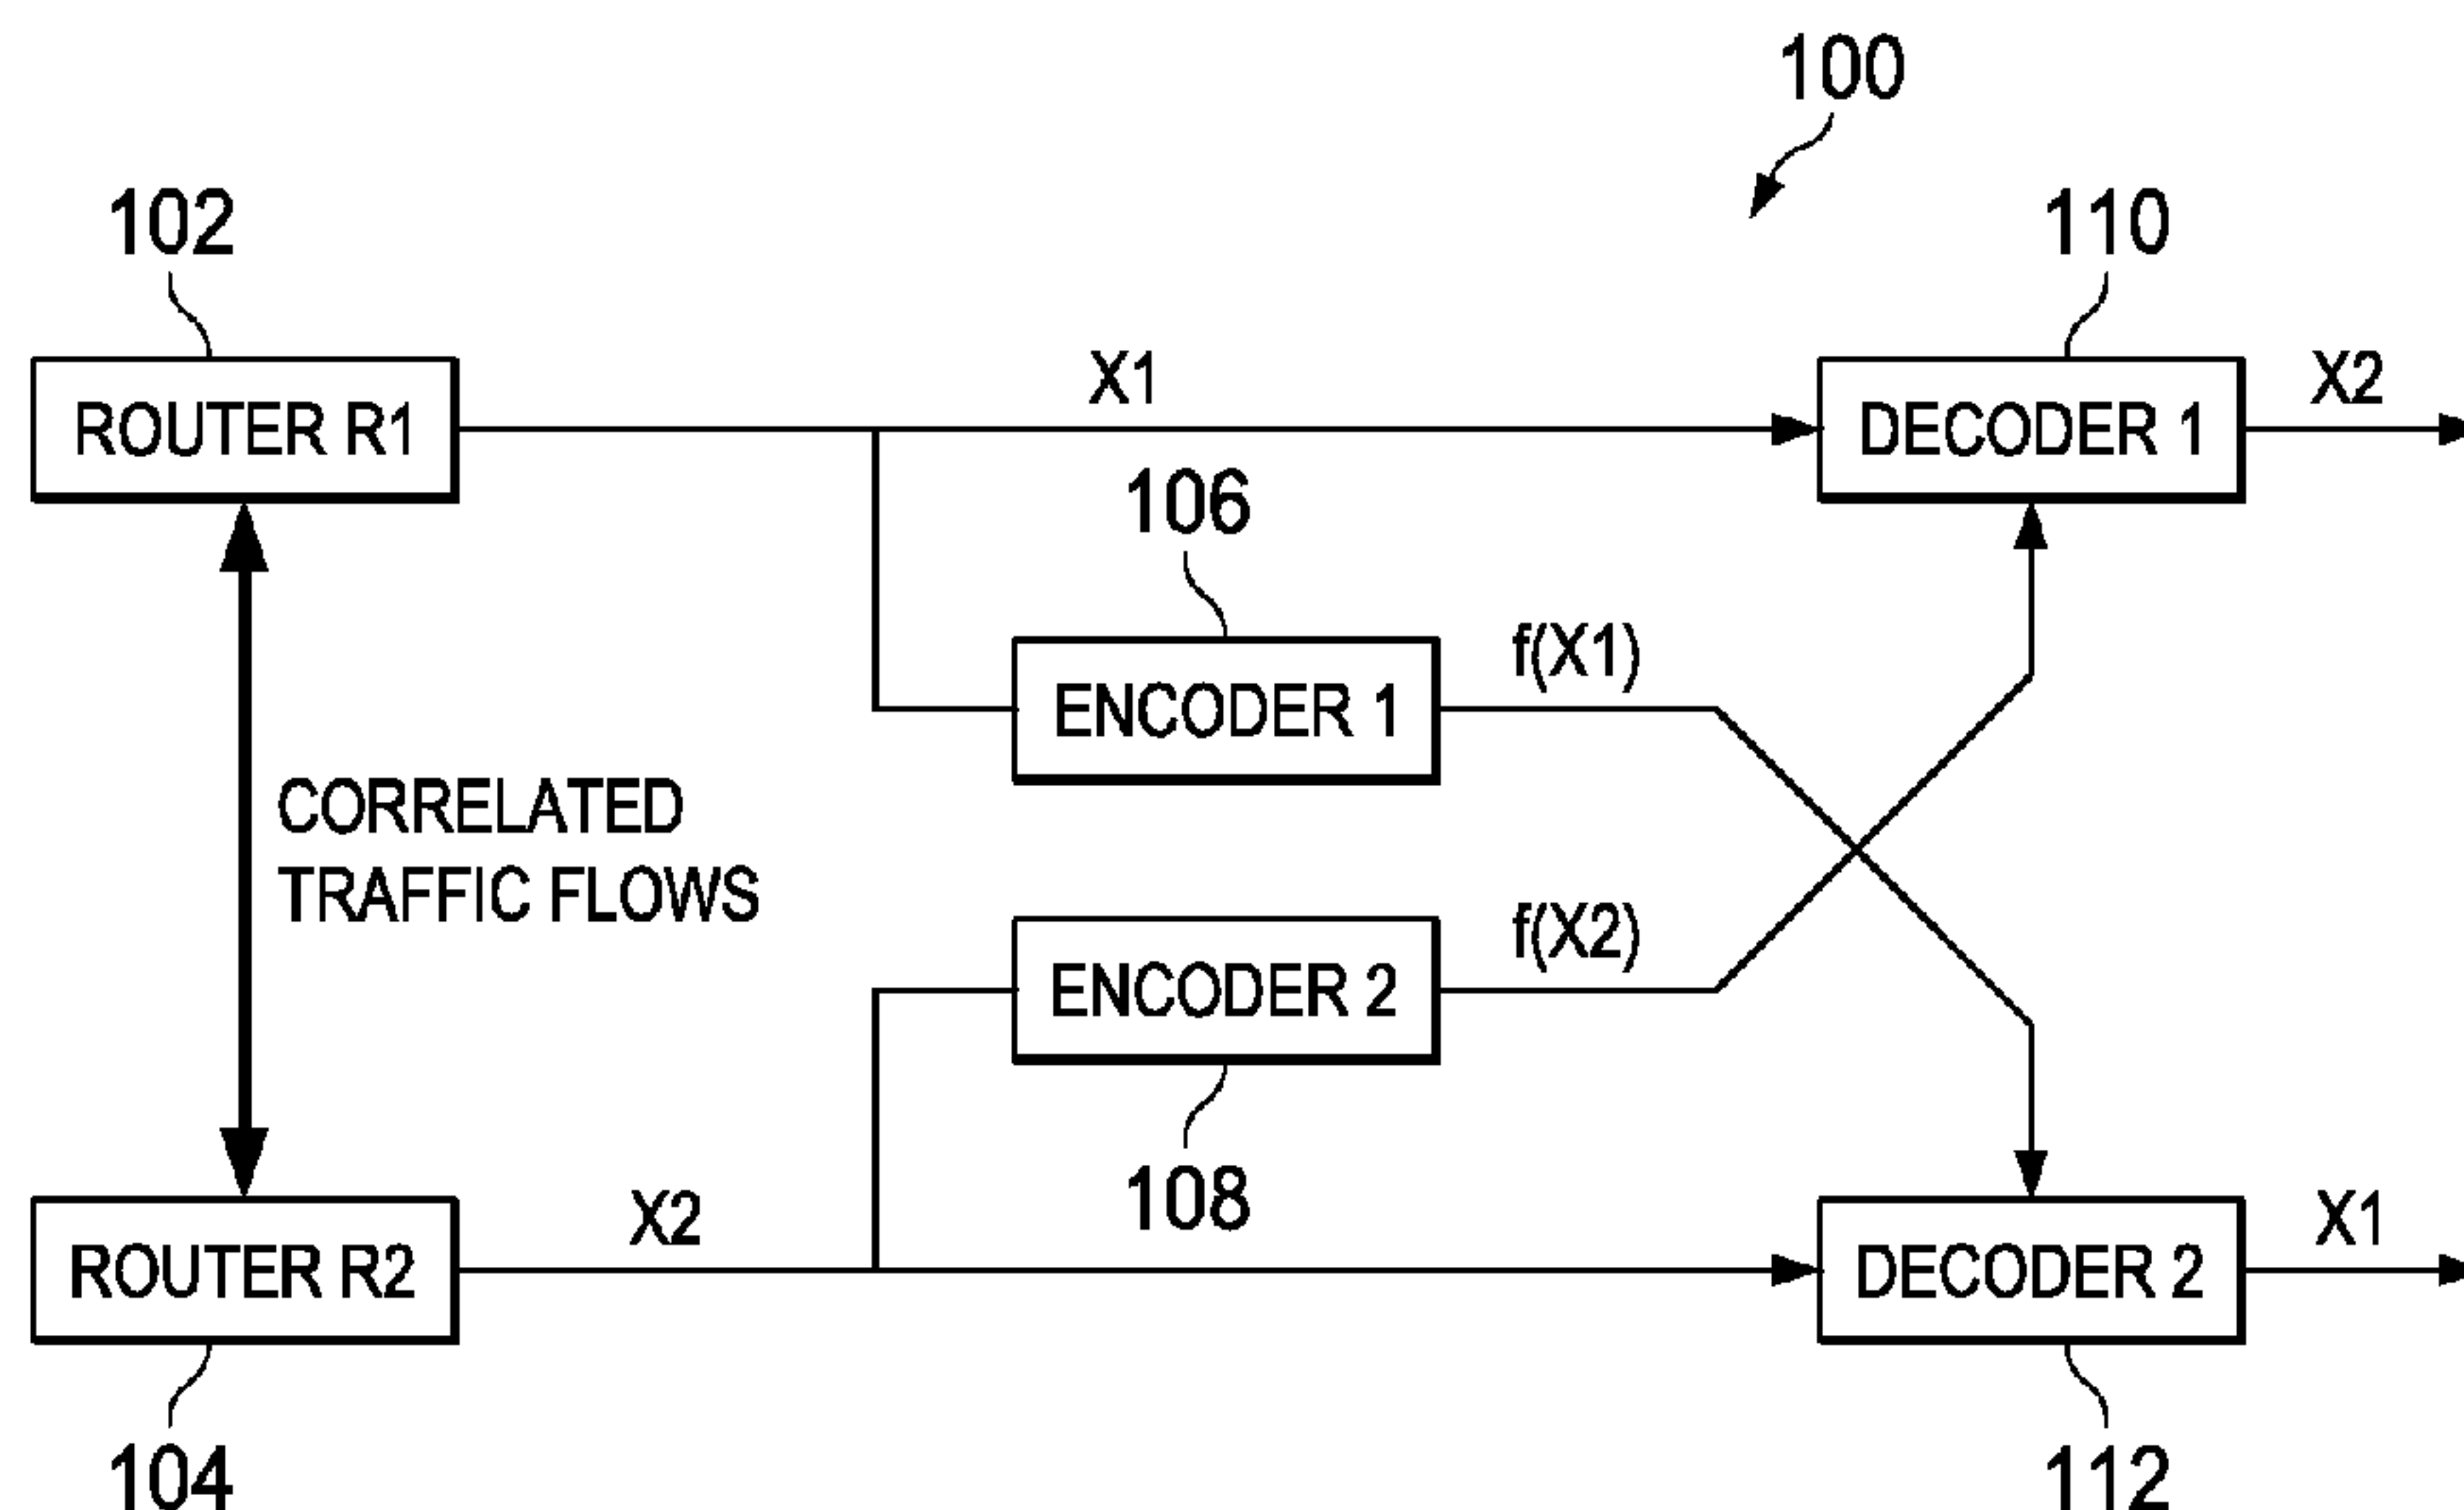 100
102
110
X1
X2
ROUTER R1
DECODER 1
106
f(X1)
ENCODER 1
CORRELATED
TRAFFIC FLOWS
f(X2)
ENCODER 2
108
X2
X1
ROUTER R2
DECODER 2
104
112